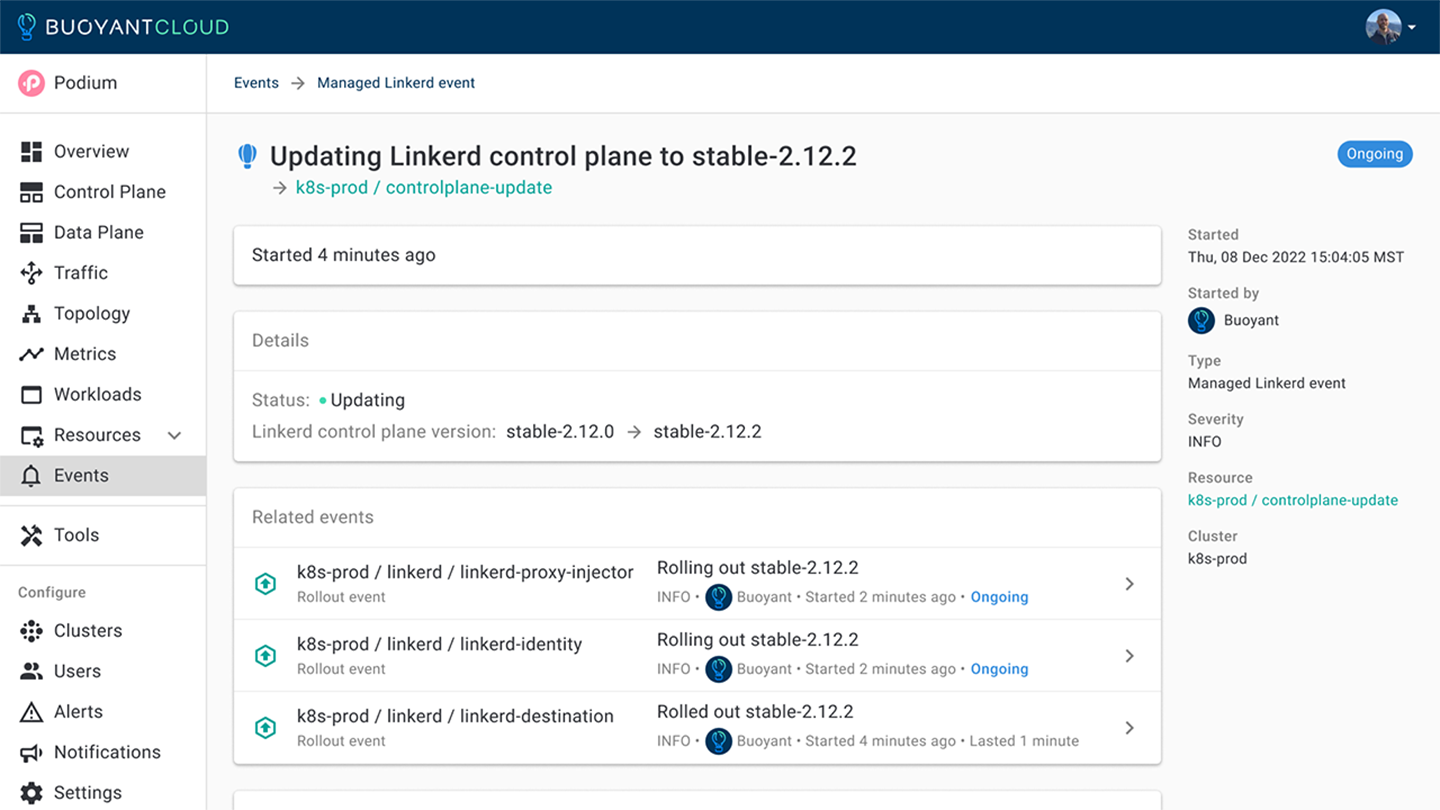 BUOYANTCLOUD
Podium
Events → Managed Linkerd event
Overview
Control Plane
Data Plane
Traffic
Topology
Metrics
Workloads
Resources
Events
Tools
Configure
Clusters
Users
Alerts
Notifications
Settings
Updating Linkerd control plane to stable-2.12.2
→ k8s-prod / controlplane-update
Ongoing
Started 4 minutes ago
Details
Status: • Updating
Linkerd control plane version: stable-2.12.0 → stable-2.12.2
Related events
k8s-prod / linkerd / linkerd-proxy-injector
Rollout event
Rolling out stable-2.12.2
INFO • Buoyant • Started 2 minutes ago • Ongoing
k8s-prod / linkerd / linkerd-identity
Rollout event
Rolling out stable-2.12.2
INFO • Buoyant • Started 2 minutes ago • Ongoing
k8s-prod / linkerd / linkerd-destination
Rollout event
Rolled out stable-2.12.2
INFO • Buoyant • Started 4 minutes ago • Lasted 1 minute
Started
Thu, 08 Dec 2022 15:04:05 MST
Started by
Buoyant
Type
Managed Linkerd event
Severity
INFO
Resource
k8s-prod / controlplane-update
Cluster
k8s-prod